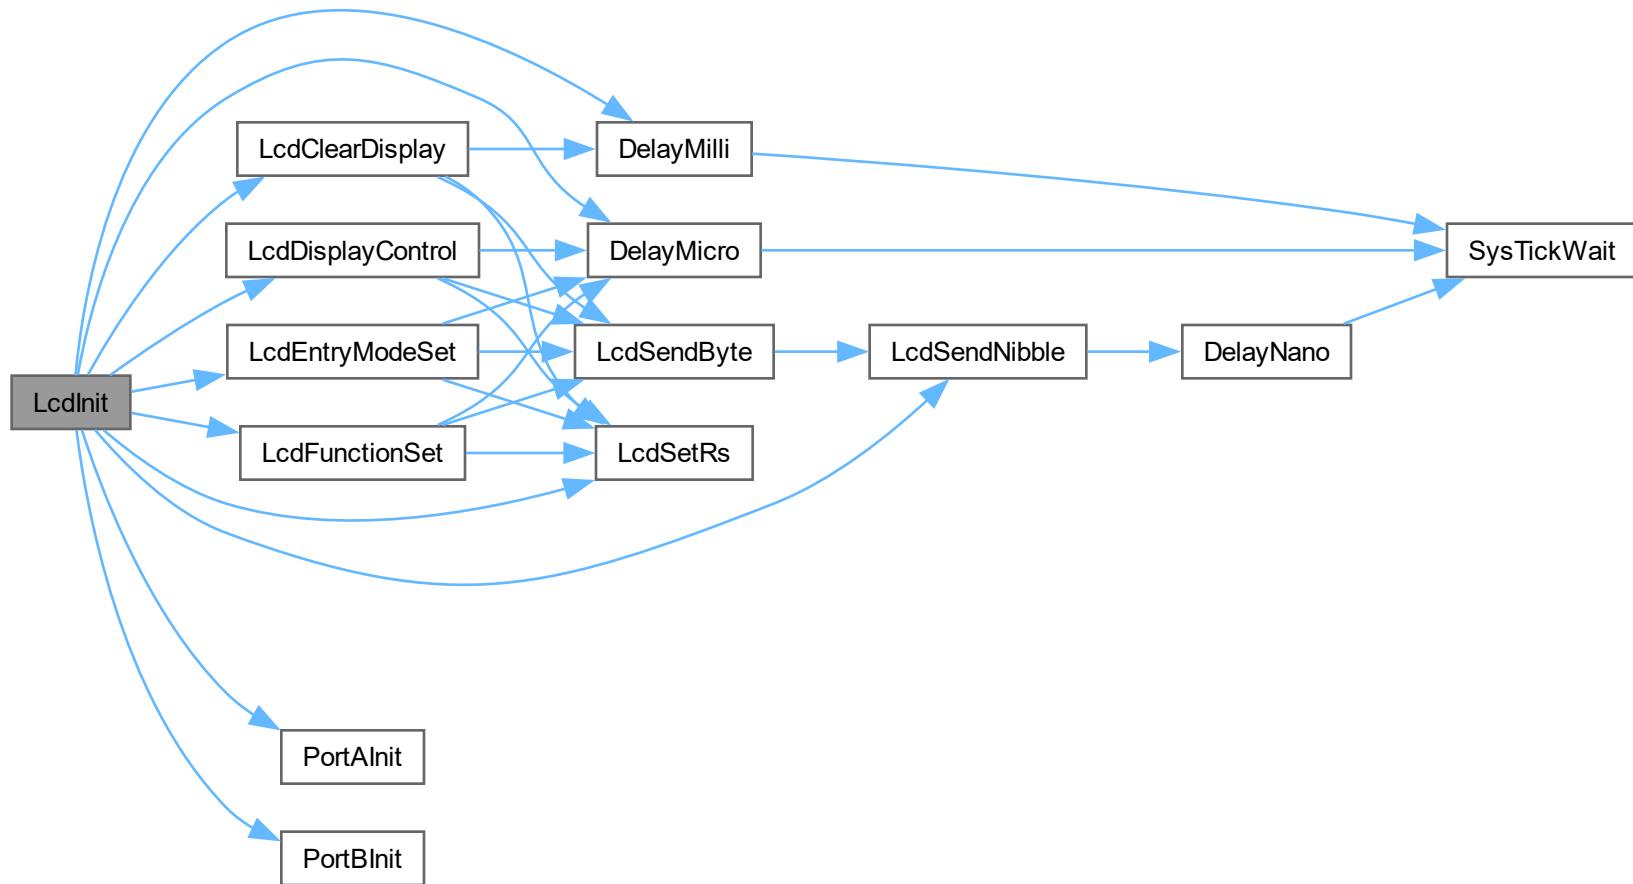 LcdInit
LcdClearDisplay
LcdDisplayControl
LcdEntryModeSet
LcdFunctionSet
PortAInit
PortBInit
DelayMilli
DelayMicro
LcdSendByte
LcdSetRs
LcdSendNibble
DelayNano
SysTickWait